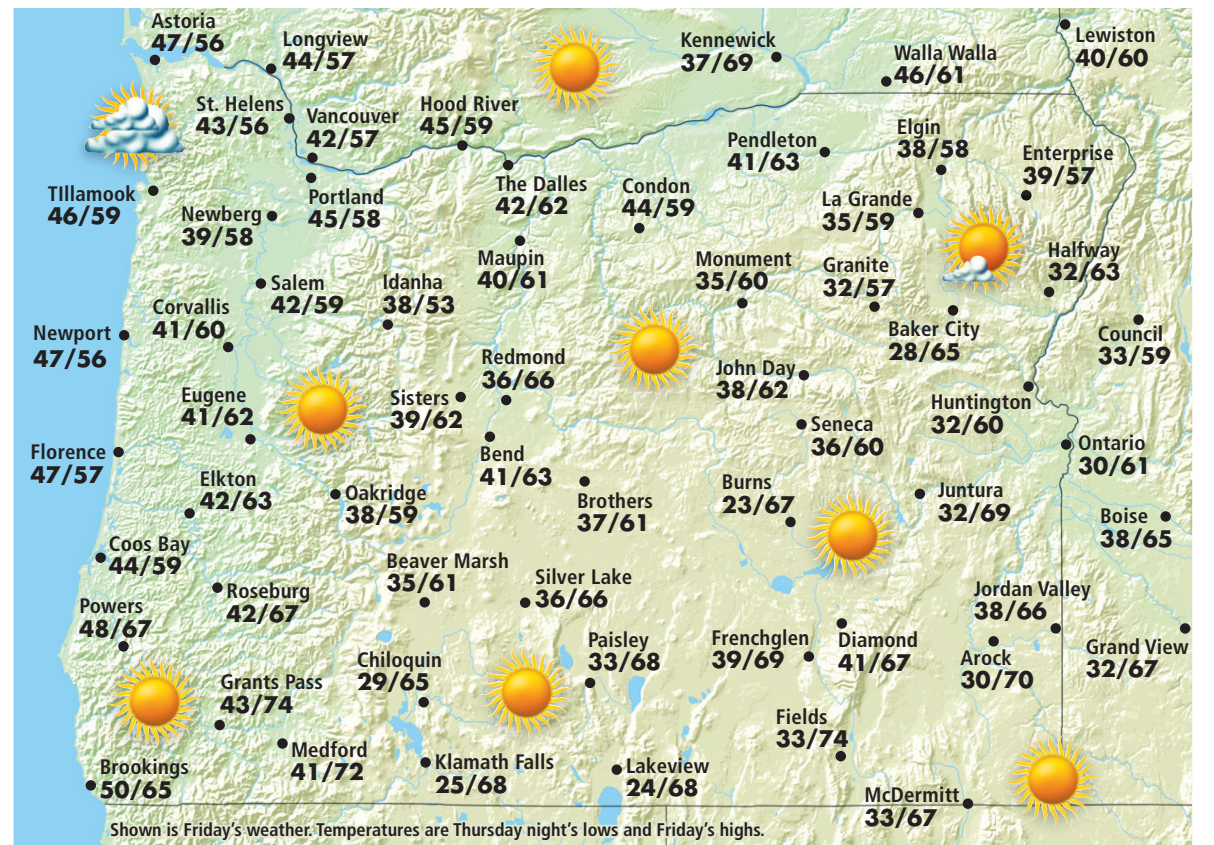 Astoria
47/56
Longview
44/57
Kennewick
37/69
Walla Walla
46/61
Lewiston
40/60
St. Helens
43/56
Vancouver
42/57
Hood River
45/59
Pendleton
41/63
Elgin
38/58
Enterprise
39/57
TIllamook
46/59
Newberg
39/58
Portland
45/58
The Dalles
42/62
Condon
44/59
La Grande
35/59
Maupin
40/61
Monument
35/60
Granite
32/57
Halfway
32/63
Salem
42/59
Idanha
38/53
Corvallis
41/60
Newport
47/56
Baker City
28/65
Council
33/59
Redmond
36/66
John Day
38/62
Eugene
41/62
Sisters
39/62
Huntington
32/60
Seneca
36/60
Ontario
30/61
Florence
47/57
Bend
41/63
Elkton
42/63
Oakridge
38/59
Brothers
37/61
Burns
23/67
Juntura
32/69
Boise
38/65
Coos Bay
44/59
Beaver Marsh
35/61
Silver Lake
36/66
Roseburg
42/67
Jordan Valley
38/66
Powers
48/67
Paisley
33/68
Frenchglen
39/69
Diamond
41/67
Arock
30/70
Grand View
32/67
Chiloquin
29/65
Grants Pass
43/74
Fields
33/74
Medford
41/72
Klamath Falls
25/68
Lakeview
24/68
Brookings
50/65
McDermitt
33/67
Shown is Friday's weather. Temperatures are Thursday night's lows and Friday's highs.